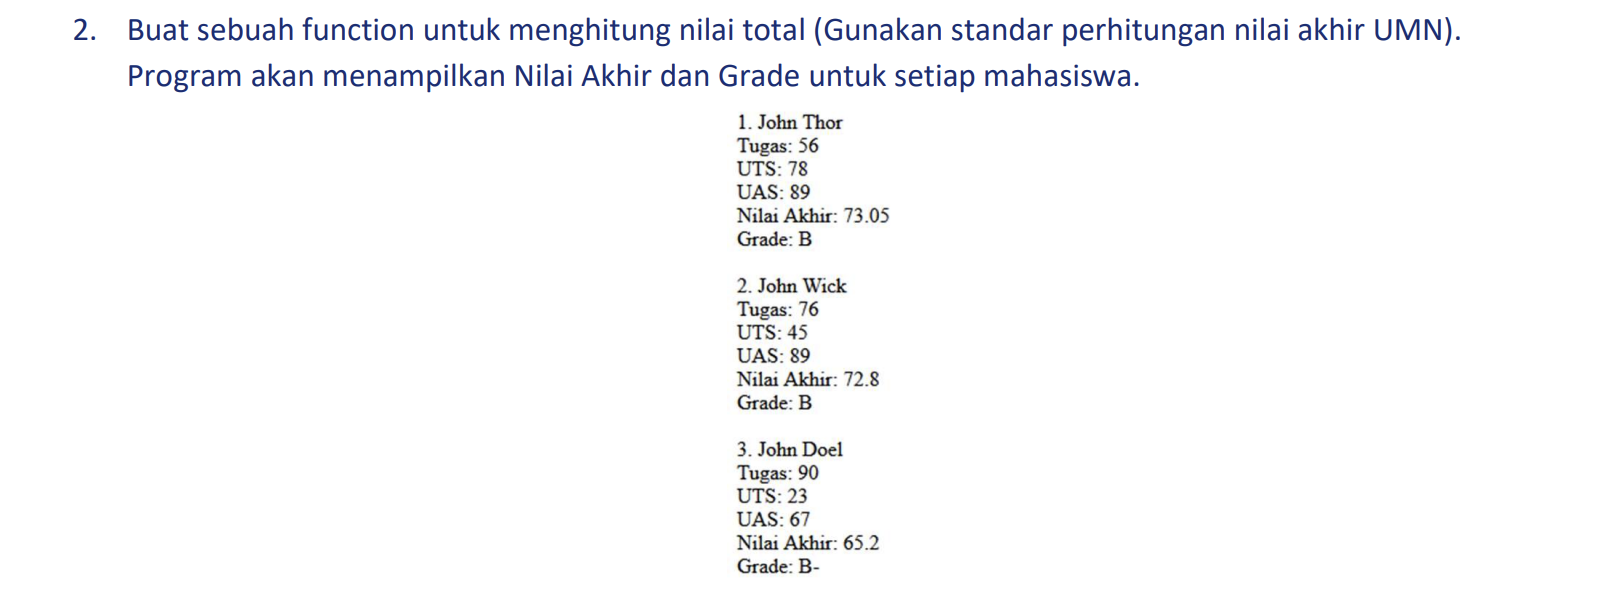 2. Buat sebuah function untuk menghitung nilai total (Gunakan standar perhitungan nilai akhir UMN).
Program akan menampilkan Nilai Akhir dan Grade untuk setiap mahasiswa.
1. John Thor
Tugas: 56
UTS: 78
UAS: 89
Nilai Akhir: 73.05
Grade: B
2. John Wick
Tugas: 76
UTS: 45
UAS: 89
Nilai Akhir: 72.8
Grade: B
3. John Doel
Tugas: 90
UTS: 23
UAS: 67
Nilai Akhir: 65.2
Grade: B-